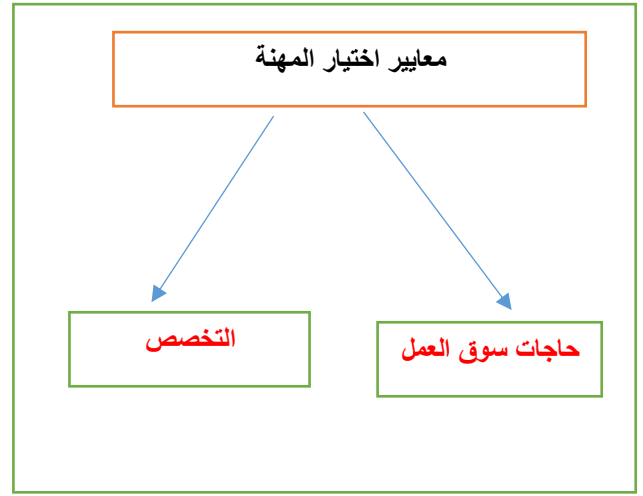 معايير اختيار المهنة
حاجات سوق العمل
التخصص